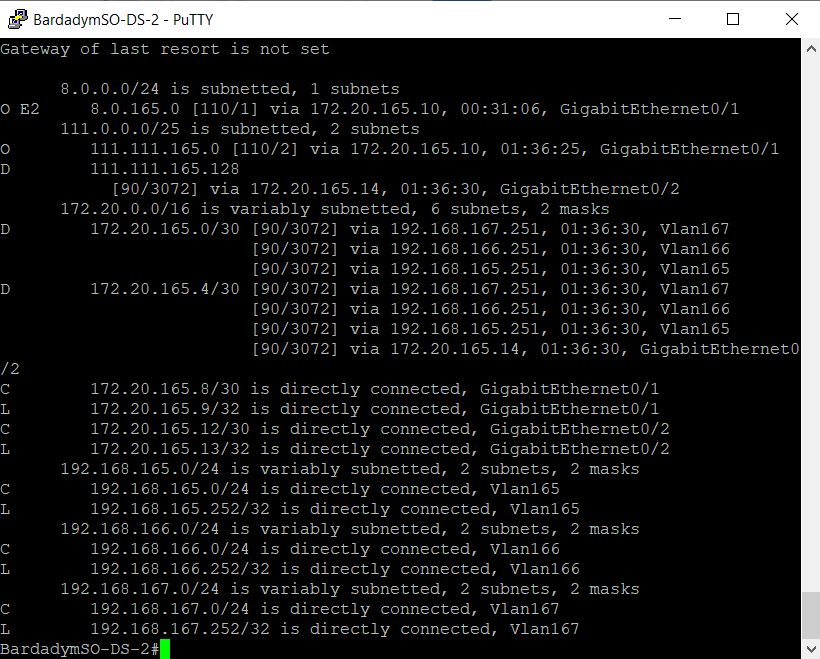 BardadymSO-DS-2 - PuTTY
Gateway of last resort is not set
      8.0.0.0/24 is subnetted, 1 subnets
O E2     8.0.165.0 [110/1] via 172.20.165.10, 00:31:06, GigabitEthernet0/1
      111.0.0.0/25 is subnetted, 2 subnets
O        111.111.165.0 [110/2] via 172.20.165.10, 01:36:25, GigabitEthernet0/1
D        111.111.165.128
           [90/3072] via 172.20.165.14, 01:36:30, GigabitEthernet0/2
      172.20.0.0/16 is variably subnetted, 6 subnets, 2 masks
D        172.20.165.0/30 [90/3072] via 192.168.167.251, 01:36:30, Vlan167
                         [90/3072] via 192.168.166.251, 01:36:30, Vlan166
                         [90/3072] via 192.168.165.251, 01:36:30, Vlan165
D        172.20.165.4/30 [90/3072] via 192.168.167.251, 01:36:30, Vlan167
                         [90/3072] via 192.168.166.251, 01:36:30, Vlan166
                         [90/3072] via 192.168.165.251, 01:36:30, Vlan165
                         [90/3072] via 172.20.165.14, 01:36:30, GigabitEthernet0
/2
C        172.20.165.8/30 is directly connected, GigabitEthernet0/1
L        172.20.165.9/32 is directly connected, GigabitEthernet0/1
C        172.20.165.12/30 is directly connected, GigabitEthernet0/2
L        172.20.165.13/32 is directly connected, GigabitEthernet0/2
      192.168.165.0/24 is variably subnetted, 2 subnets, 2 masks
C        192.168.165.0/24 is directly connected, Vlan165
L        192.168.165.252/32 is directly connected, Vlan165
      192.168.166.0/24 is variably subnetted, 2 subnets, 2 masks
C        192.168.166.0/24 is directly connected, Vlan166
L        192.168.166.252/32 is directly connected, Vlan166
      192.168.167.0/24 is variably subnetted, 2 subnets, 2 masks
C        192.168.167.0/24 is directly connected, Vlan167
L        192.168.167.252/32 is directly connected, Vlan167
BardadymSO-DS-2#